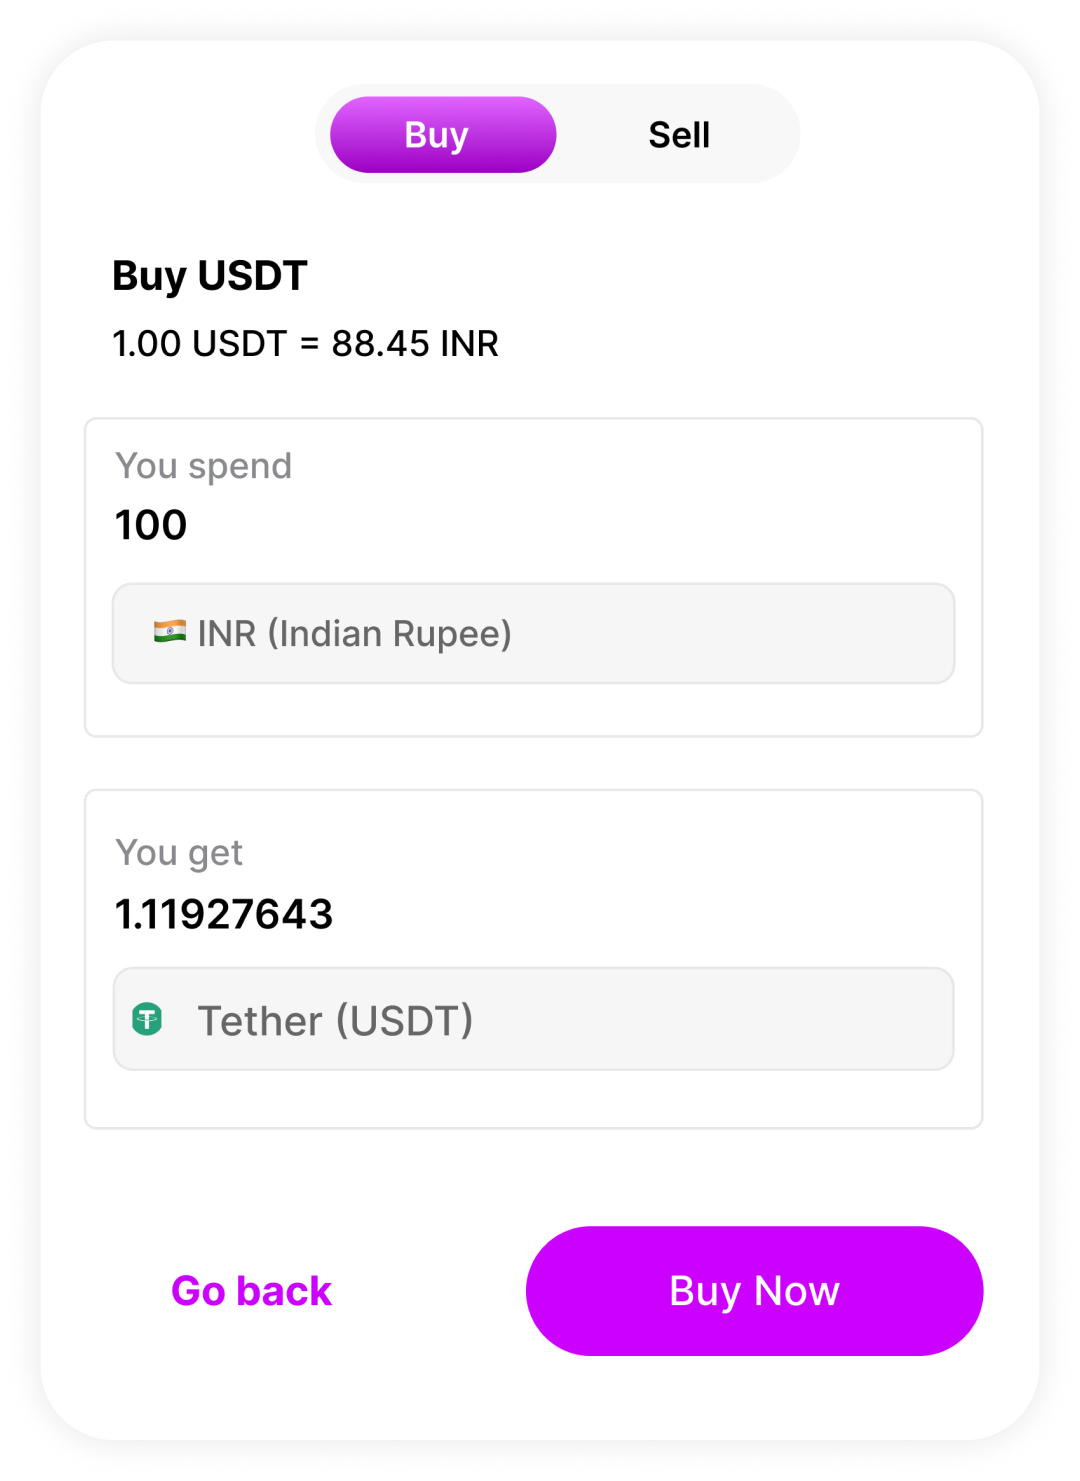 Buy Sell
Buy USDT
1.00 USDT = 88.45 INR
You spend
100
🇮🇳 INR (Indian Rupee)
You get
1.11927643
Tether (USDT)
Go back Buy Now